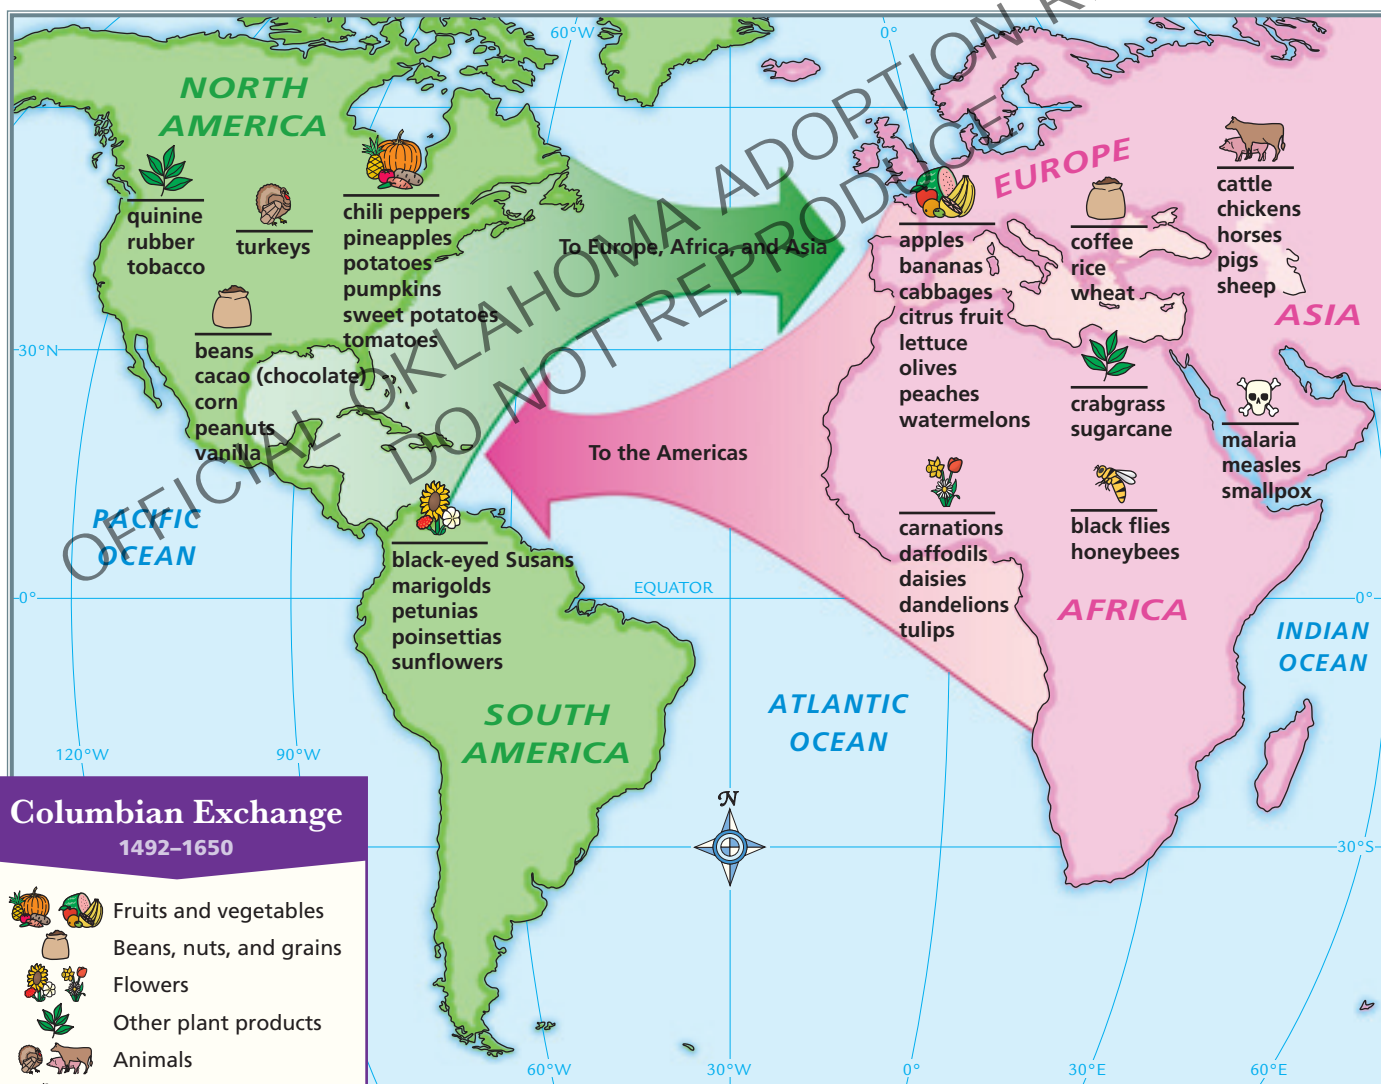 60°W
0°
NORTH
AMERICA
EUROPE
quinine
rubber
tobacco
turkeys
chili peppers
pineapples
potatoes
pumpkins
sweet potatoes
tomatoes
To Europe, Africa, and Asia
apples
bananas
cabbages
citrus fruit
lettuce
olives
peaches
watermelons
coffee
rice
wheat
cattle
chickens
horses
pigs
sheep
ASIA
30°N
beans
cacao (chocolate)
corn
peanuts
vanilla
To the Americas
crabgrass
sugarcane
malaria
measles
smallpox
PACIFIC
OCEAN
black-eyed Susans
marigolds
petunias
poinsettias
sunflowers
carnations
daffodils
daisies
dandelions
tulips
black flies
honeybees
EQUATOR
0°
0°
AFRICA
INDIAN
OCEAN
SOUTH
AMERICA
ATLANTIC
OCEAN
120°W
90°W
N
30°S
Columbian Exchange
1492–1650
Fruits and vegetables
Beans, nuts, and grains
Flowers
Other plant products
Animals
60°W
30°W
0°
30°E
60°E
OFFICIAL OKLAHOMA ADOPTION
DO NOT REPRODUCE